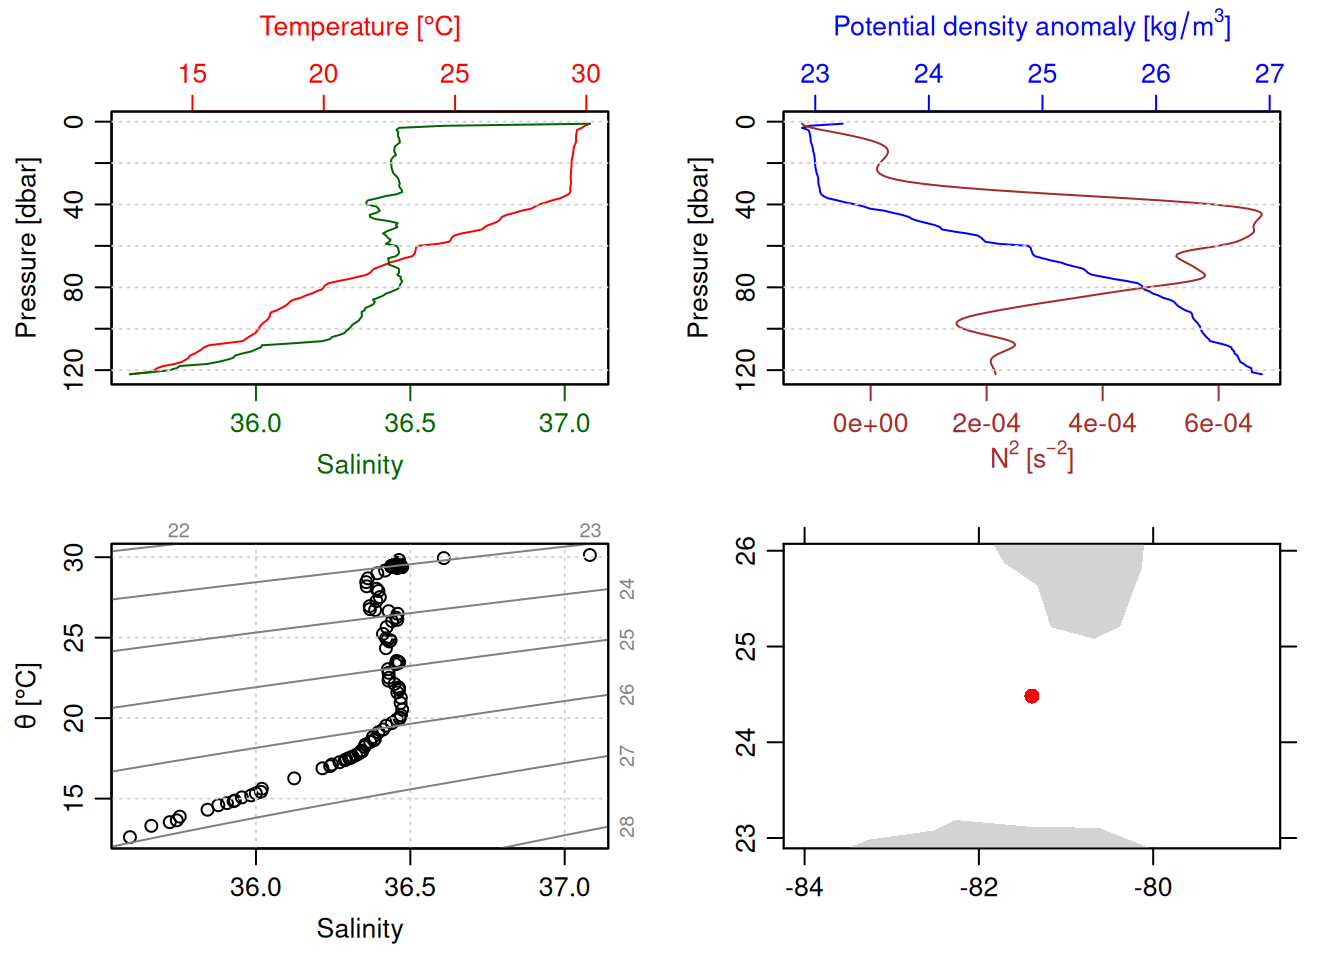 Temperature [°C]
15 20 25 30
Pressure [dbar]
0 40 80 120
36.0 36.5 37.0
Salinity
Potential density anomaly [kg/m³]
23 24 25 26 27
Pressure [dbar]
0 40 80 120
0e+00 2e-04 4e-04 6e-04
N² [s⁻²]
22 23
24
25
26
27
28
θ [°C]
30 25 20 15
36.0 36.5 37.0
Salinity
26 25 24 23
-84 -82 -80